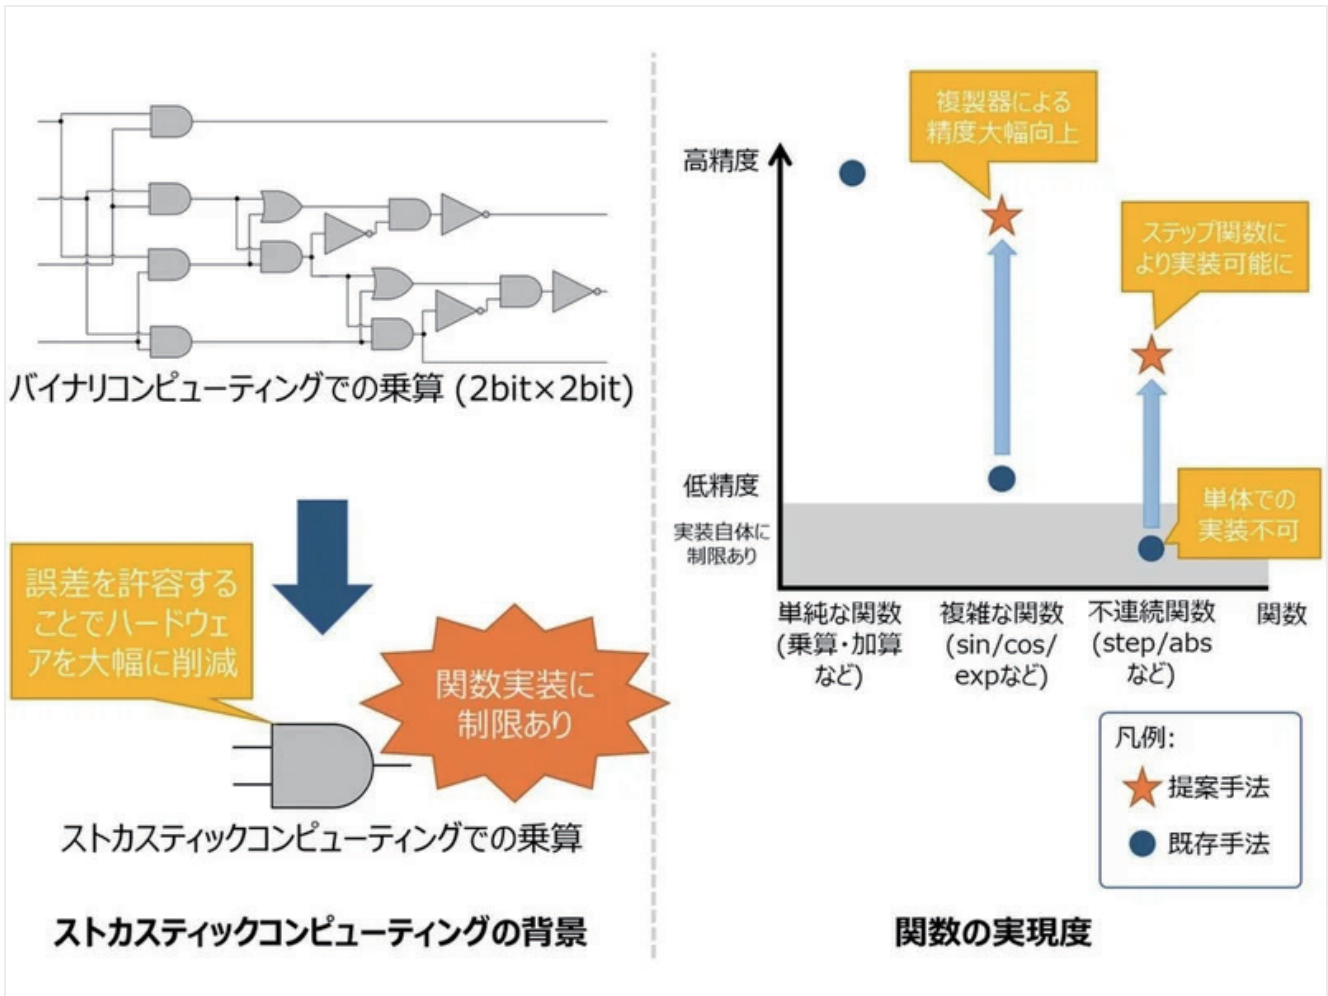 バイナリコンピューティングでの乗算 (2bit×2bit)
誤差を許容する
ことでハードウェ
アを大幅に削減
関数実装に
制限あり
ストカスティックコンピューティングでの乗算
ストカスティックコンピューティングの背景
複製器による
精度大幅向上
高精度
ステップ関数に
より実装可能に
低精度
単体での
実装不可
実装自体に
制限あり
単純な関数
(乗算・加算
など)
複雑な関数
(sin/cos/
expなど)
不連続関数
(step/abs
など)
関数
凡例:
提案手法
既存手法
関数の実現度